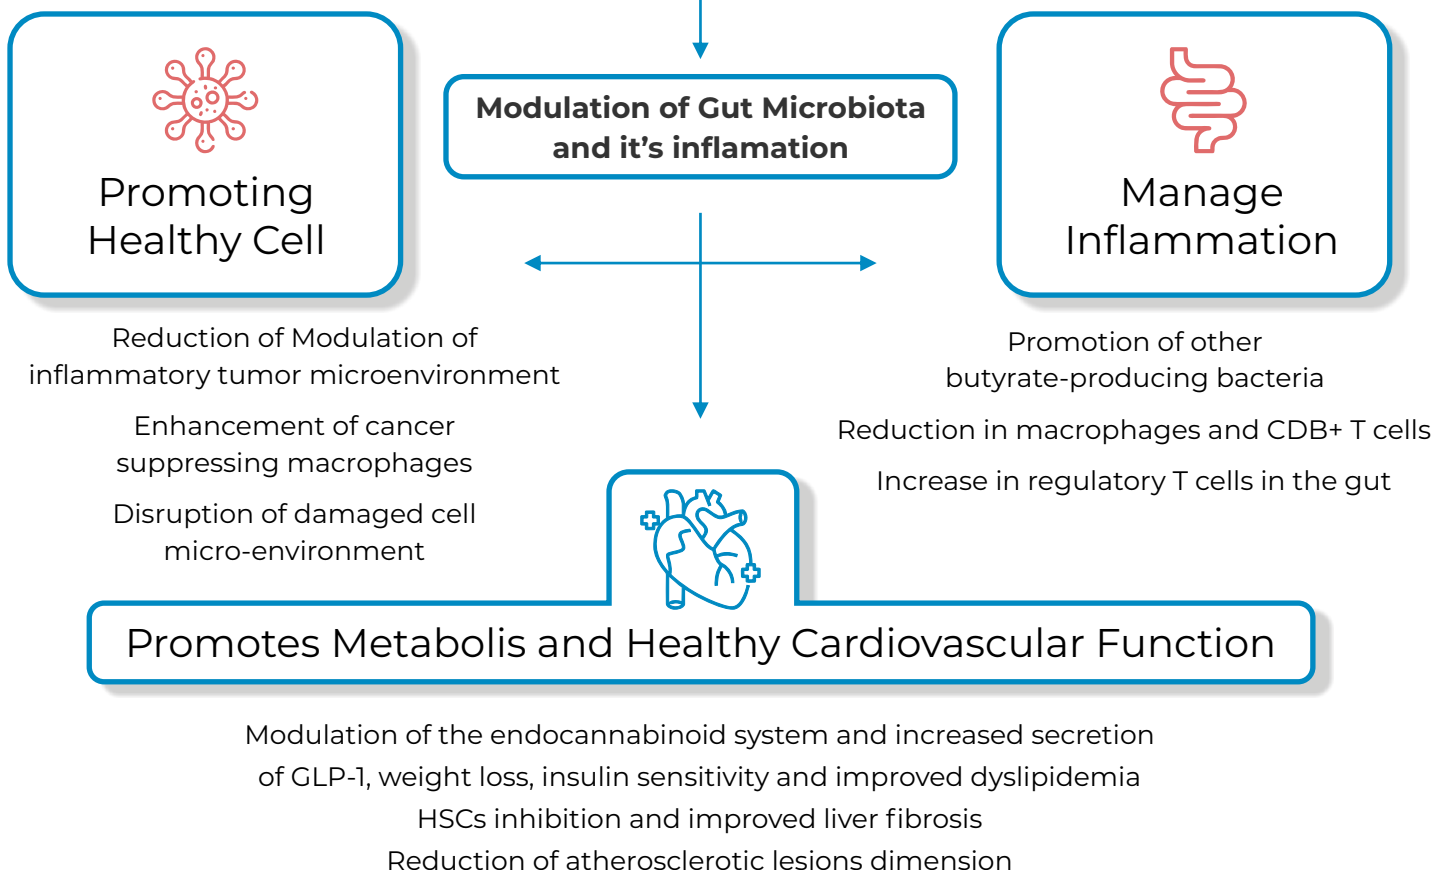 Modulation of Gut Microbiota
and it's inflamation
Promoting
Healthy Cell
Reduction of Modulation of
inflammatory tumor microenvironment
Enhancement of cancer
suppressing macrophages
Disruption of damaged cell
micro-environment
Manage
Inflammation
Promotion of other
butyrate-producing bacteria
Reduction in macrophages and CDB+ T cells
Increase in regulatory T cells in the gut
Promotes Metabolis and Healthy Cardiovascular Function
Modulation of the endocannabinoid system and increased secretion
of GLP-1, weight loss, insulin sensitivity and improved dyslipidemia
HSCs inhibition and improved liver fibrosis
Reduction of atherosclerotic lesions dimension